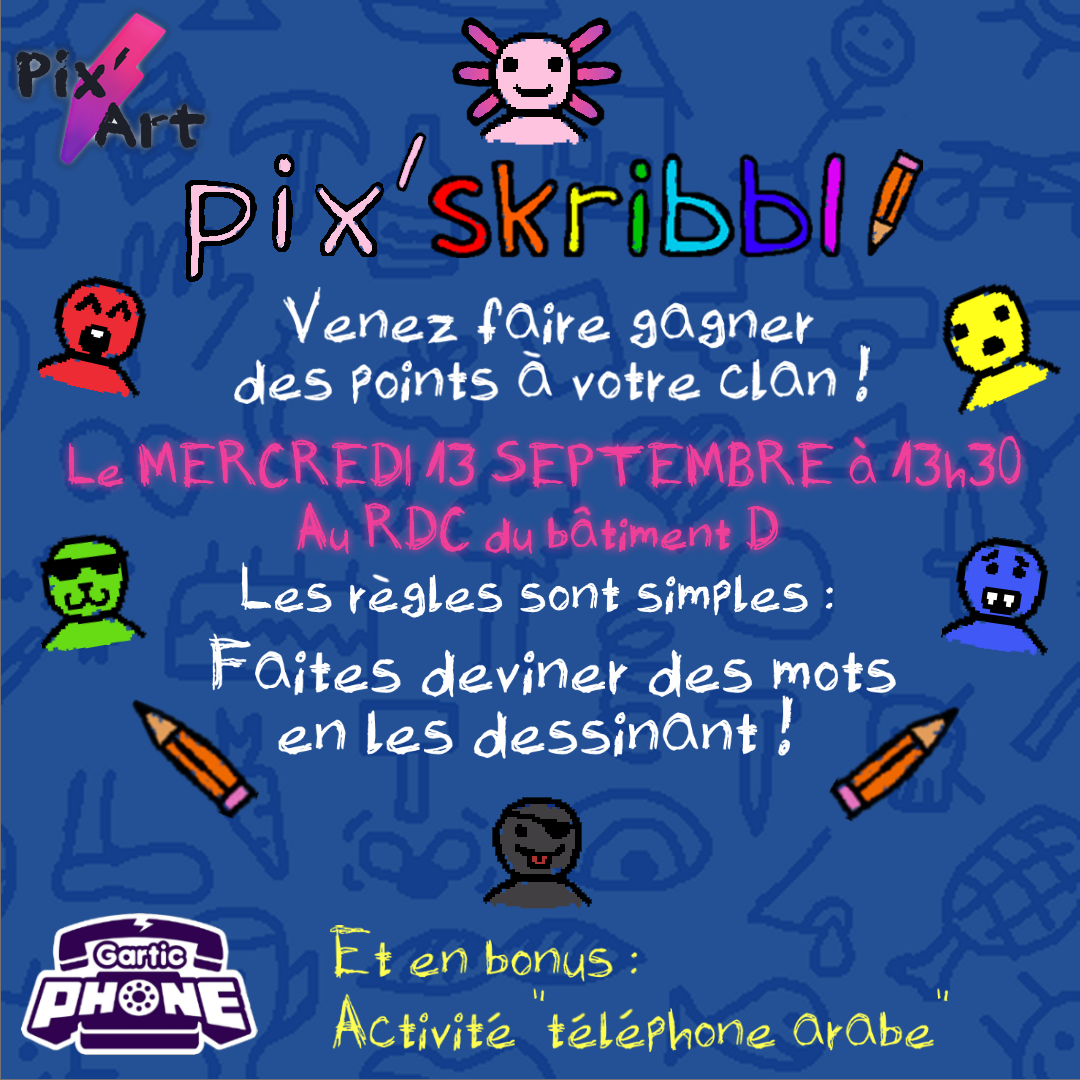 Pix'
Art
pix'skribbl
Venez faire gagner
des points à votre clan !
Le MERCREDI 13 SEPTEMBRE à 13h30
Au RDC du bâtiment D
Les règles sont simples :
Faites deviner des mots
en les dessinant !
Gartic
PHONE
Et en bonus :
Activité "téléphone arabe"